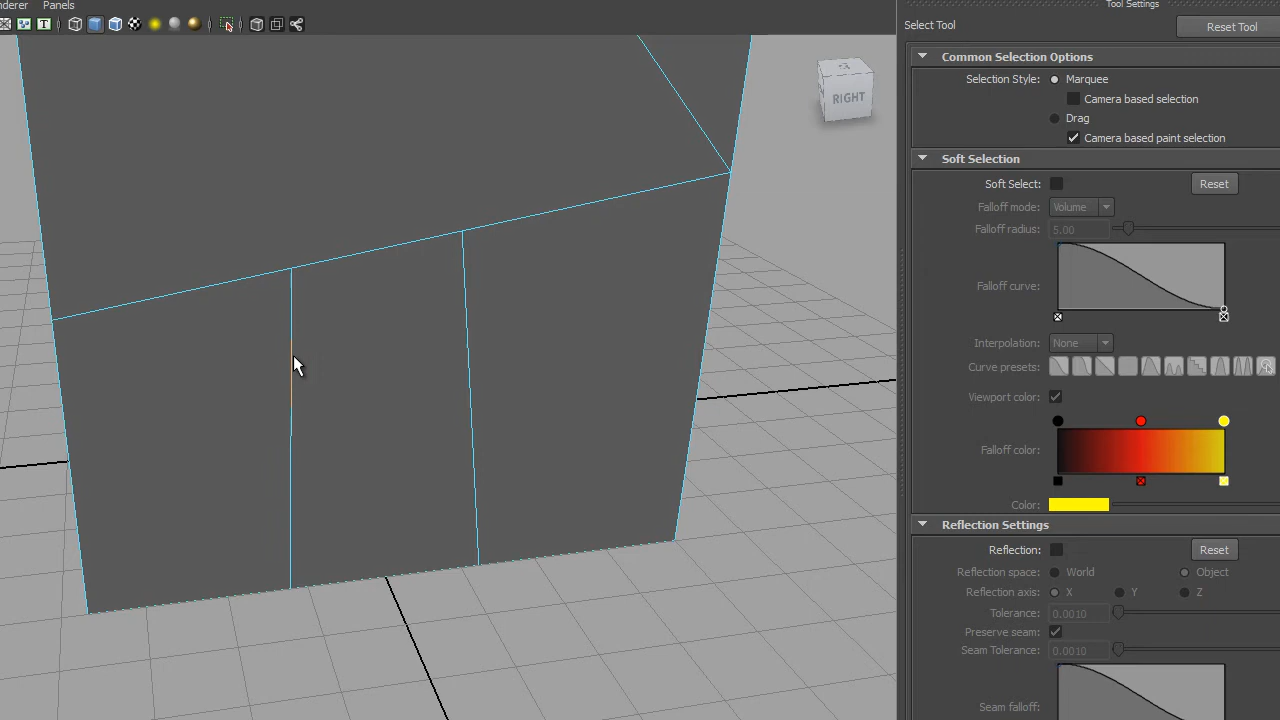 nderer Panels
Tool Settings
Select Tool
Reset Tool
Common Selection Options
Selection Style: Marquee
Camera based selection
Drag
Camera based paint selection
Soft Selection
Soft Select: Reset
Falloff mode: Volume
Falloff radius: 5.00
Falloff curve:
Interpolation: None
Curve presets:
Viewport color:
Falloff color:
Color:
Reflection Settings
Reflection: Reset
Reflection space: World Object
Reflection axis: X Y Z
Tolerance: 0.0010
Preserve seam:
Seam Tolerance: 0.0010
Seam falloff:
RIGHT